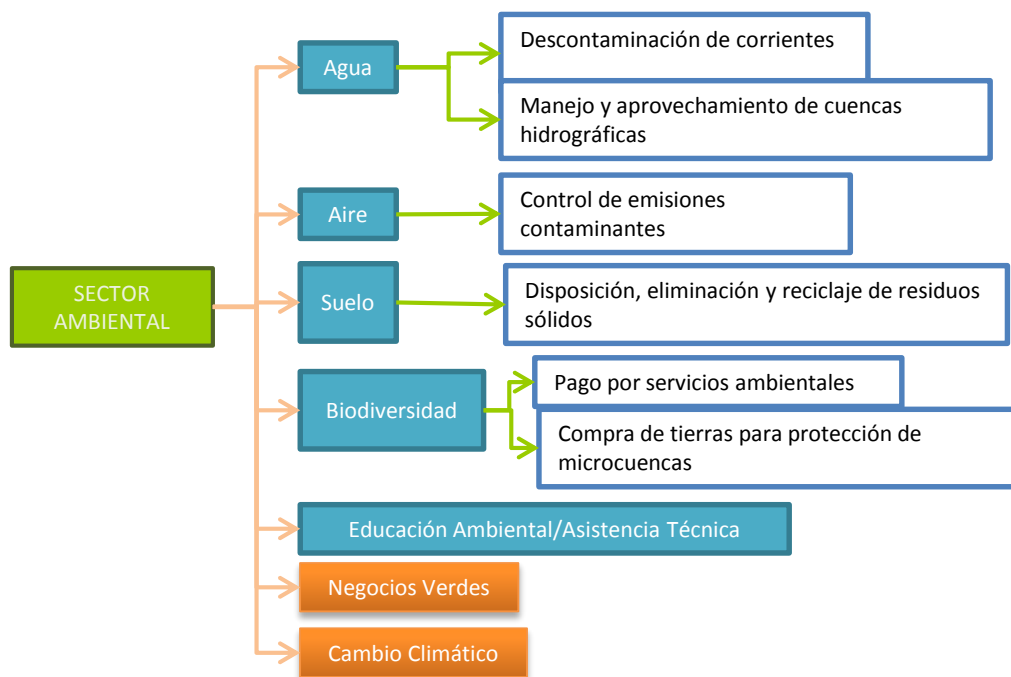 SECTOR
AMBIENTAL
Agua
Descontaminación de corrientes
Manejo y aprovechamiento de cuencas
hidrográficas
Aire
Control de emisiones
contaminantes
Suelo
Disposición, eliminación y reciclaje de residuos
sólidos
Biodiversidad
Pago por servicios ambientales
Compra de tierras para protección de
microcuencas
Educación Ambiental/Asistencia Técnica
Negocios Verdes
Cambio Climático